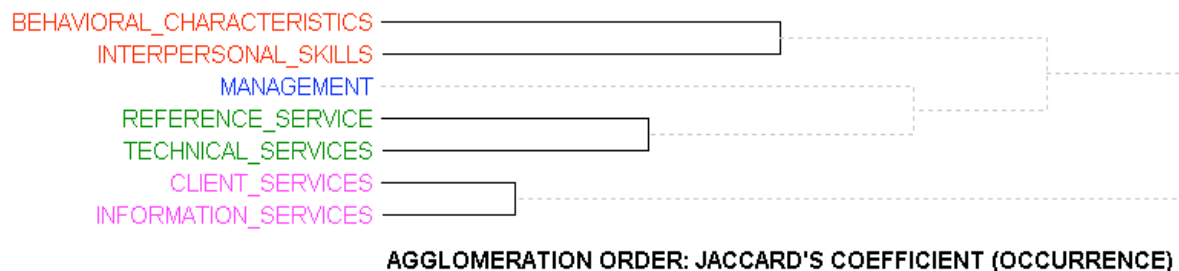 BEHAVIORAL_CHARACTERISTICS
INTERPERSONAL_SKILLS
MANAGEMENT
REFERENCE_SERVICE
TECHNICAL_SERVICES
CLIENT_SERVICES
INFORMATION_SERVICES
AGGLOMERATION ORDER: JACCARD'S COEFFICIENT (OCCURRENCE)